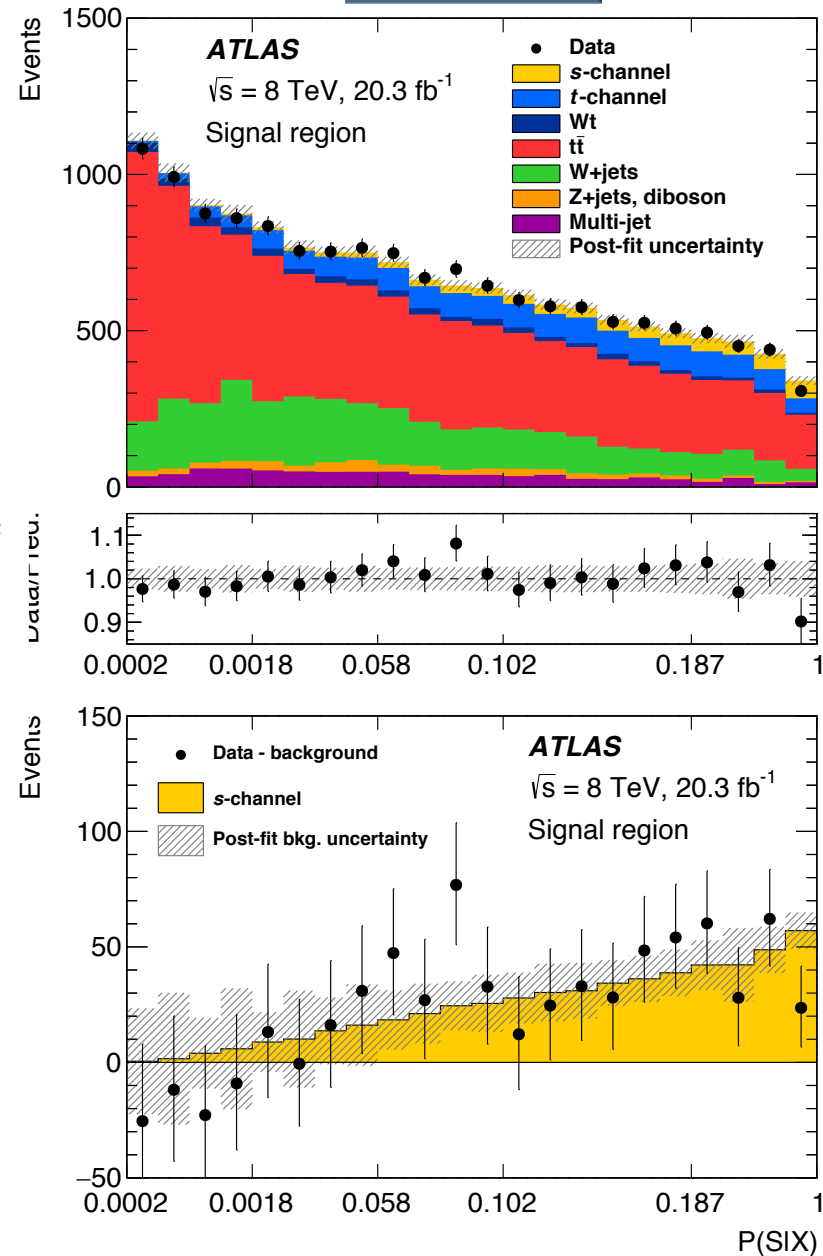 1500
1000
500
0
Events
ATLAS
√s = 8 TeV, 20.3 fb⁻¹
Signal region
Data
s-channel
t-channel
Wt
tt̄
W+jets
Z+jets, diboson
Multi-jet
Post-fit uncertainty
1.1
1.0
0.9
0.0002 0.0018 0.058 0.102 0.187 1
150
100
50
0
−50
Events
Data - background
s-channel
Post-fit bkg. uncertainty
ATLAS
√s = 8 TeV, 20.3 fb⁻¹
Signal region
0.0002 0.0018 0.058 0.102 0.187 1
P(SIX)